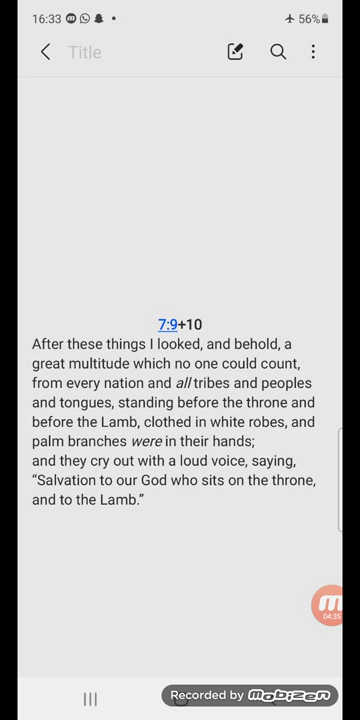 16:33
56%
Title
7:9+10
After these things I looked, and behold, a
great multitude which no one could count,
from every nation and all tribes and peoples
and tongues, standing before the throne and
before the Lamb, clothed in white robes, and
palm branches were in their hands;
and they cry out with a loud voice, saying,
“Salvation to our God who sits on the throne,
and to the Lamb.”
04:35
Recorded by mobizen